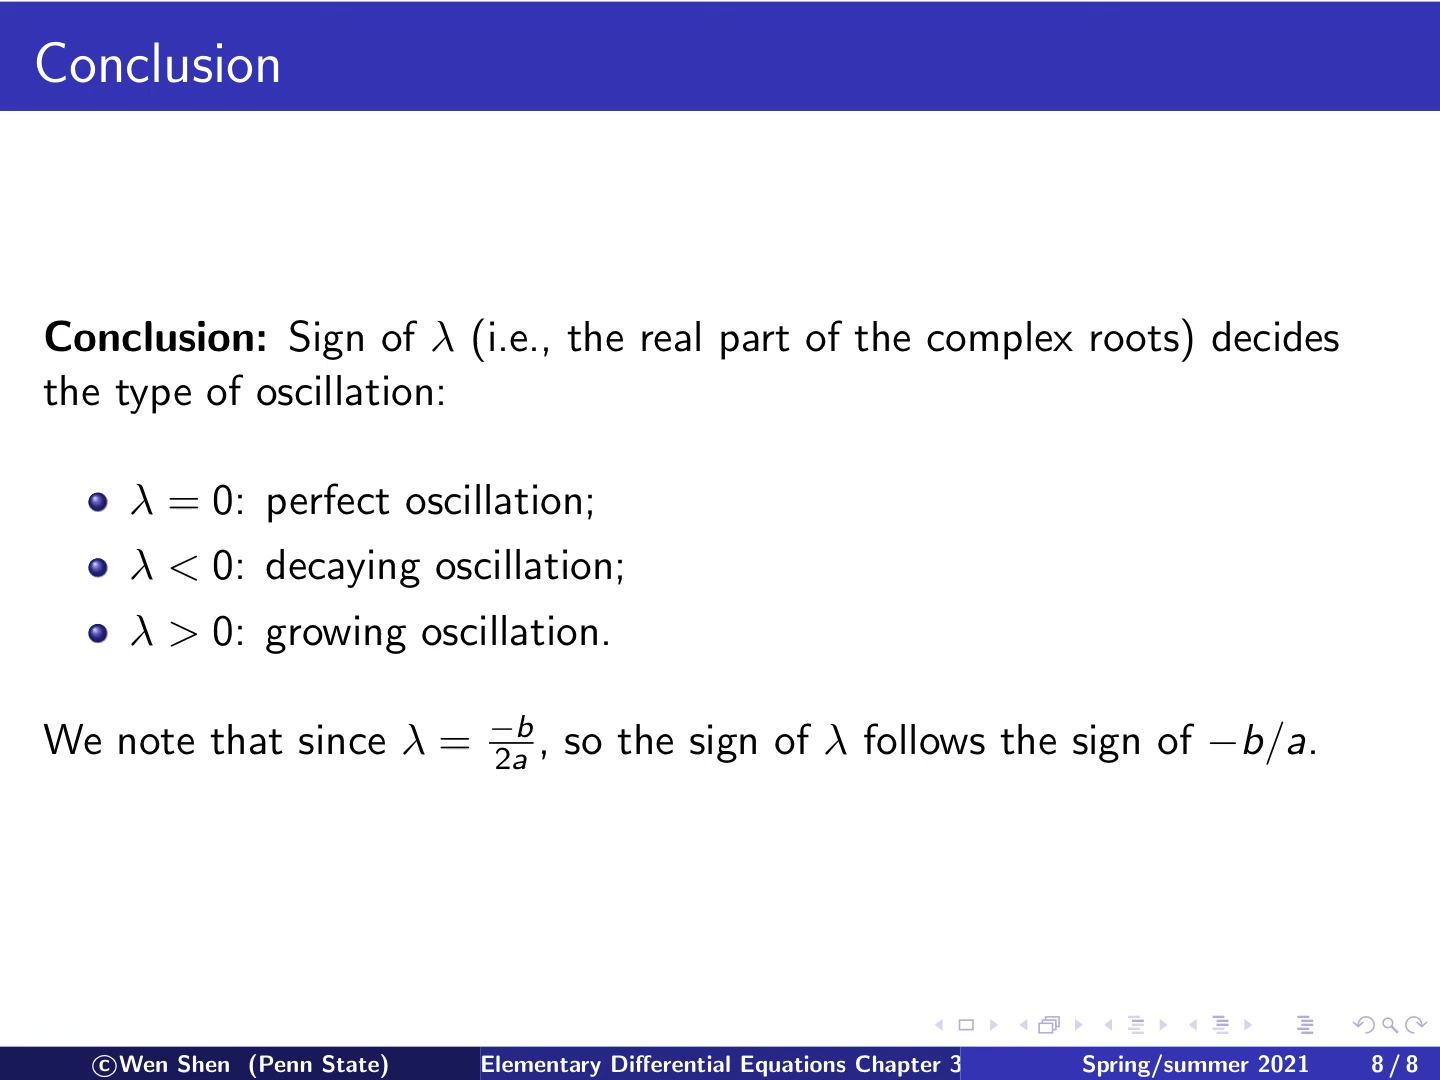 Conclusion
Conclusion: Sign of λ (i.e., the real part of the complex roots) decides
the type of oscillation:
λ = 0: perfect oscillation;
λ < 0: decaying oscillation;
λ > 0: growing oscillation.
We note that since λ = −b/2a, so the sign of λ follows the sign of −b/a.
©Wen Shen (Penn State) Elementary Differential Equations Chapter 3 Spring/summer 2021 8 / 8